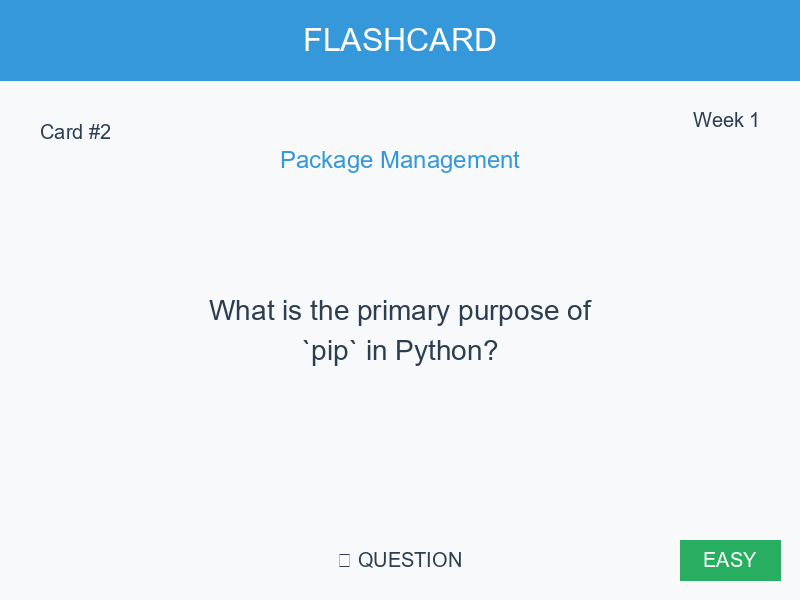 FLASHCARD
Card #2
Week 1
Package Management
What is the primary purpose of
`pip` in Python?
QUESTION
EASY